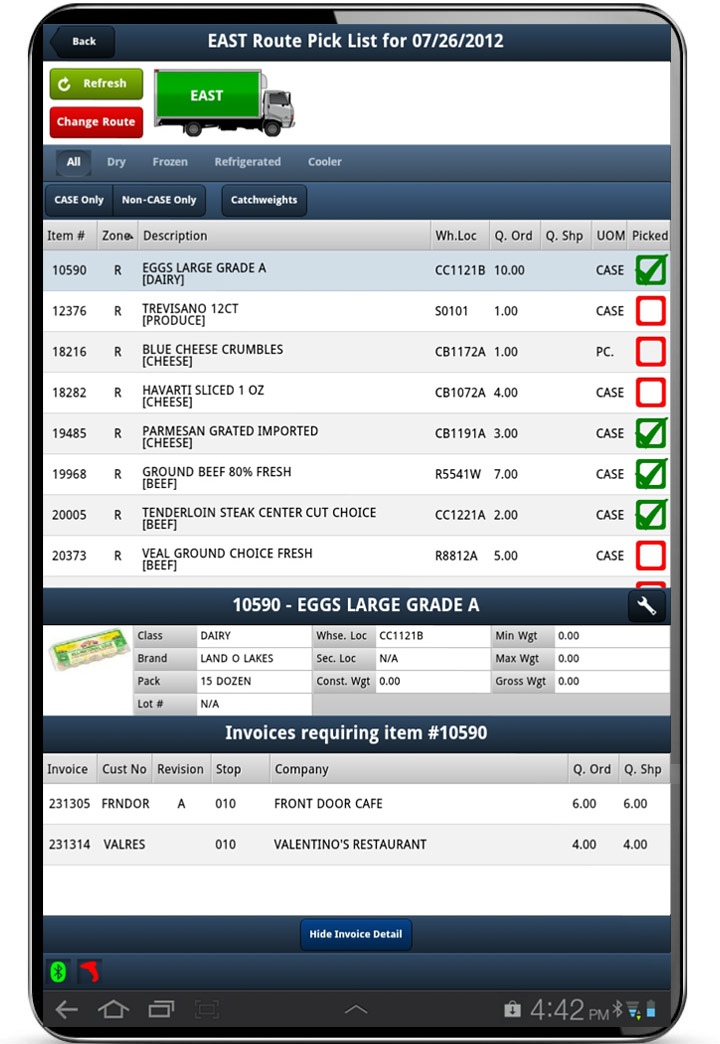 Back
EAST Route Pick List for 07/26/2012
Refresh
EAST
Change Route
All Dry Frozen Refrigerated Cooler
CASE Only Non-CASE Only Catchweights
Item # Zone Description Wh.Loc Q. Ord Q. Shp UOM Picked
10590 R EGGS LARGE GRADE A CC1121B 10.00 CASE
[DAIRY]
12376 R TREVISANO 12CT S0101 1.00 CASE
[PRODUCE]
18216 R BLUE CHEESE CRUMBLES CB1172A 1.00 PC.
[CHEESE]
18282 R HAVARTI SLICED 1 OZ CB1072A 4.00 CASE
[CHEESE]
19485 R PARMESAN GRATED IMPORTED CB1191A 3.00 CASE
[CHEESE]
19968 R GROUND BEEF 80% FRESH R5541W 7.00 CASE
[BEEF]
20005 R TENDERLOIN STEAK CENTER CUT CHOICE CC1221A 2.00 CASE
[BEEF]
20373 R VEAL GROUND CHOICE FRESH R8812A 5.00 CASE
[BEEF]
10590 - EGGS LARGE GRADE A
Class DAIRY Whse. Loc CC1121B Min Wgt 0.00
Brand LAND O LAKES Sec. Loc N/A Max Wgt 0.00
Pack 15 DOZEN Const. Wgt 0.00 Gross Wgt 0.00
Lot # N/A
Invoices requiring item #10590
Invoice Cust No Revision Stop Company Q. Ord Q. Shp
231305 FRNDOR A 010 FRONT DOOR CAFE 6.00 6.00
231314 VALRES 010 VALENTINO'S RESTAURANT 4.00 4.00
Hide Invoice Detail
4:42 PM